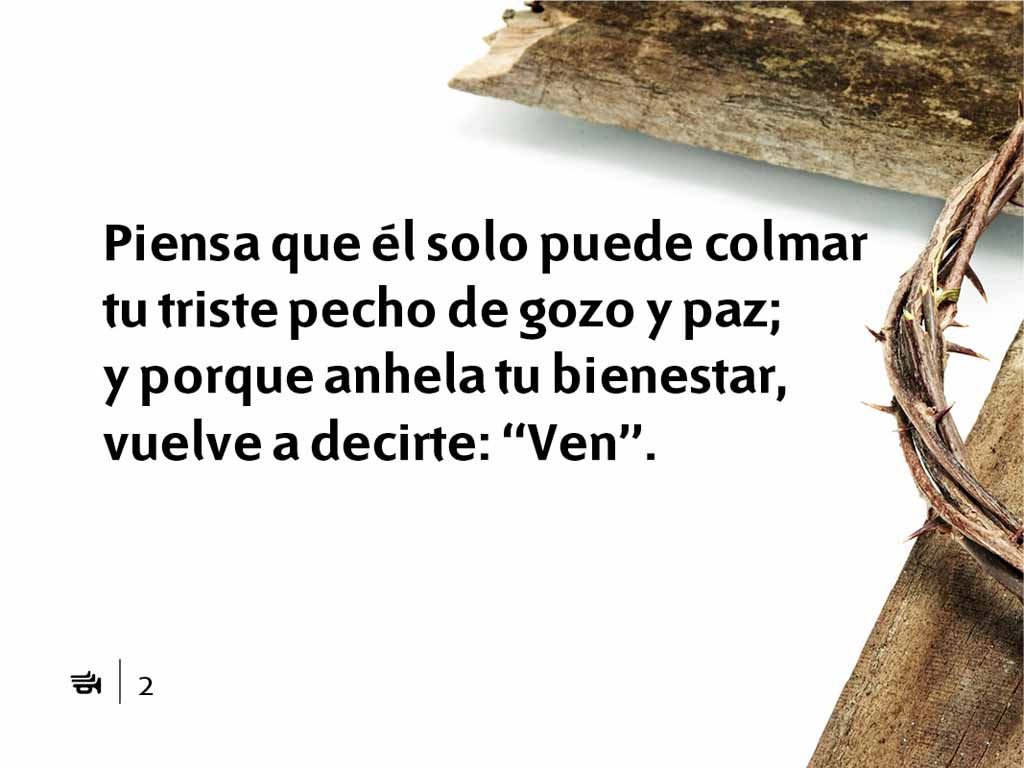 Piensa que él solo puede colmar
tu triste pecho de gozo y paz;
y porque anhela tu bienestar,
vuelve a decirte: “Ven”.
2